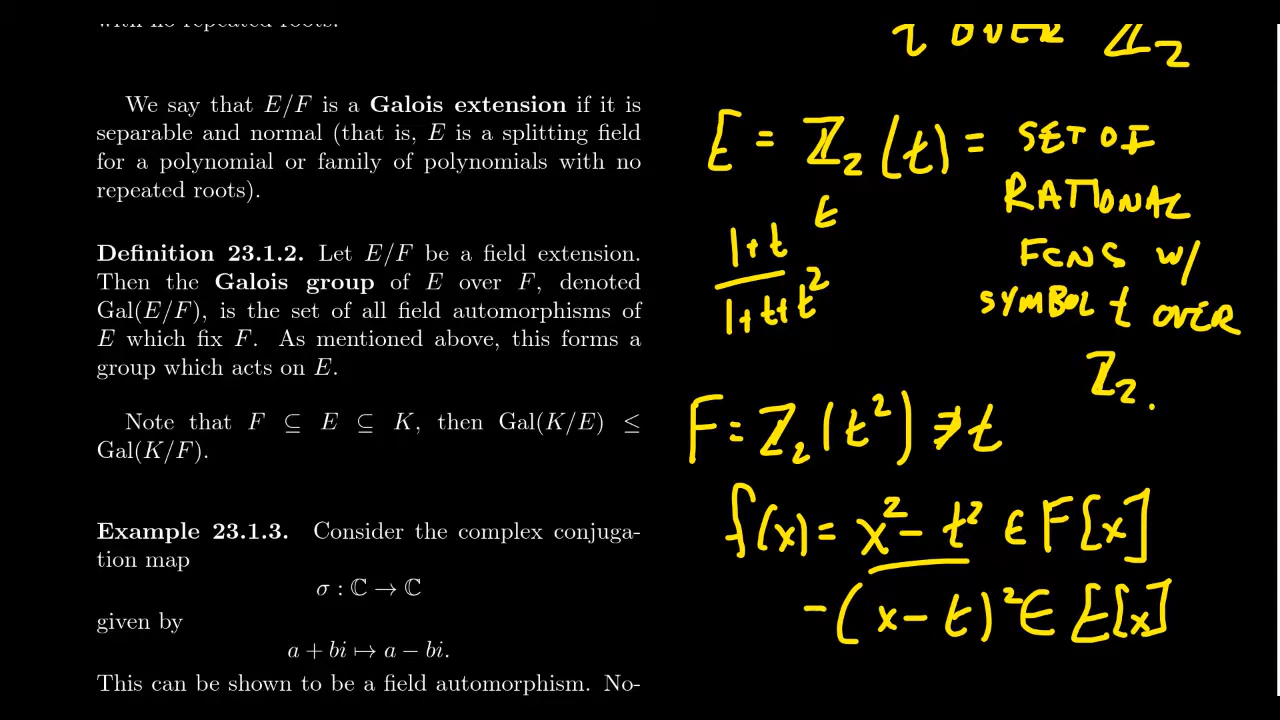 with no repeated roots.
We say that E/F is a Galois extension if it is
separable and normal (that is, E is a splitting field
for a polynomial or family of polynomials with no
repeated roots).
Definition 23.1.2. Let E/F be a field extension.
Then the Galois group of E over F, denoted
Gal(E/F), is the set of all field automorphisms of
E which fix F. As mentioned above, this forms a
group which acts on E.
Note that F ⊆ E ⊆ K, then Gal(K/E) ≤
Gal(K/F).
Example 23.1.3. Consider the complex conjuga-
tion map
σ : ℂ → ℂ
given by
a + bi ↦ a − bi.
This can be shown to be a field automorphism. No-
OVER ℤ₂
E = ℤ₂(t) = SET OF
RATIONAL
FCNS w/
SYMBOL t OVER
ℤ₂.
t
1+t
1+t+t²
F = ℤ₂(t²) ∌ t
f(x) = x² − t² ∈ F[x]
= (x − t)² ∈ E[x]